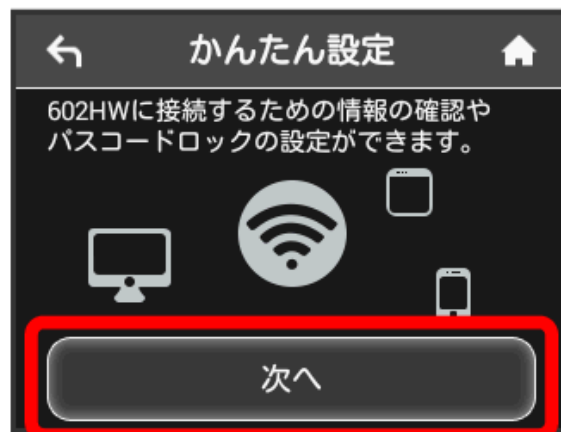 かんたん設定
602HWに接続するための情報の確認や
パスコードロックの設定ができます。
次へ